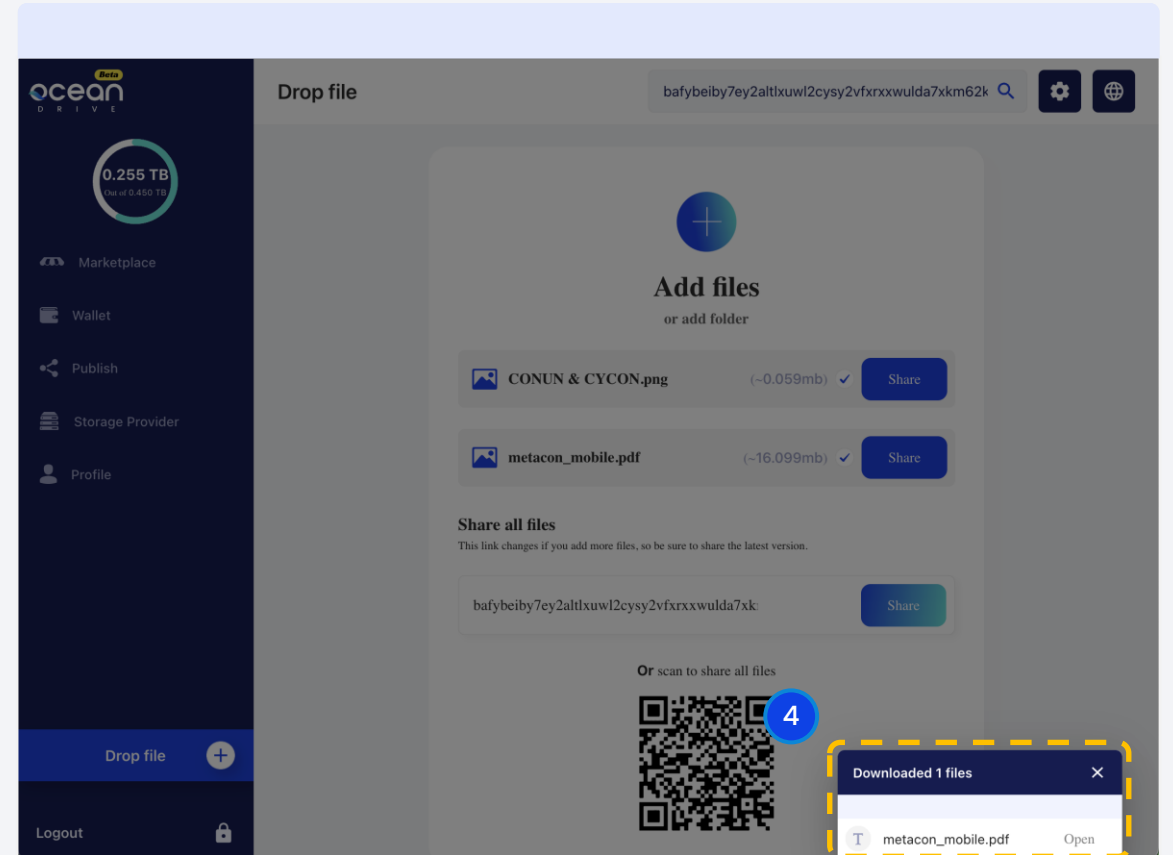 Beta
ocean
DRIVE
Drop file
bafybeiby7ey2altlxuwl2cysy2vfxrxxwulda7xkm62k
0.255 TB
Out of 0.450 TB
Marketplace
Wallet
Publish
Storage Provider
Profile
Drop file
Logout
Add files
or add folder
CONUN & CYCON.png (~0.059mb) Share
metacon_mobile.pdf (~16.099mb) Share
Share all files
This link changes if you add more files, so be sure to share the latest version.
bafybeiby7ey2altlxuwl2cysy2vfxrxxwulda7xk Share
Or scan to share all files
4
Downloaded 1 files
T metacon_mobile.pdf Open